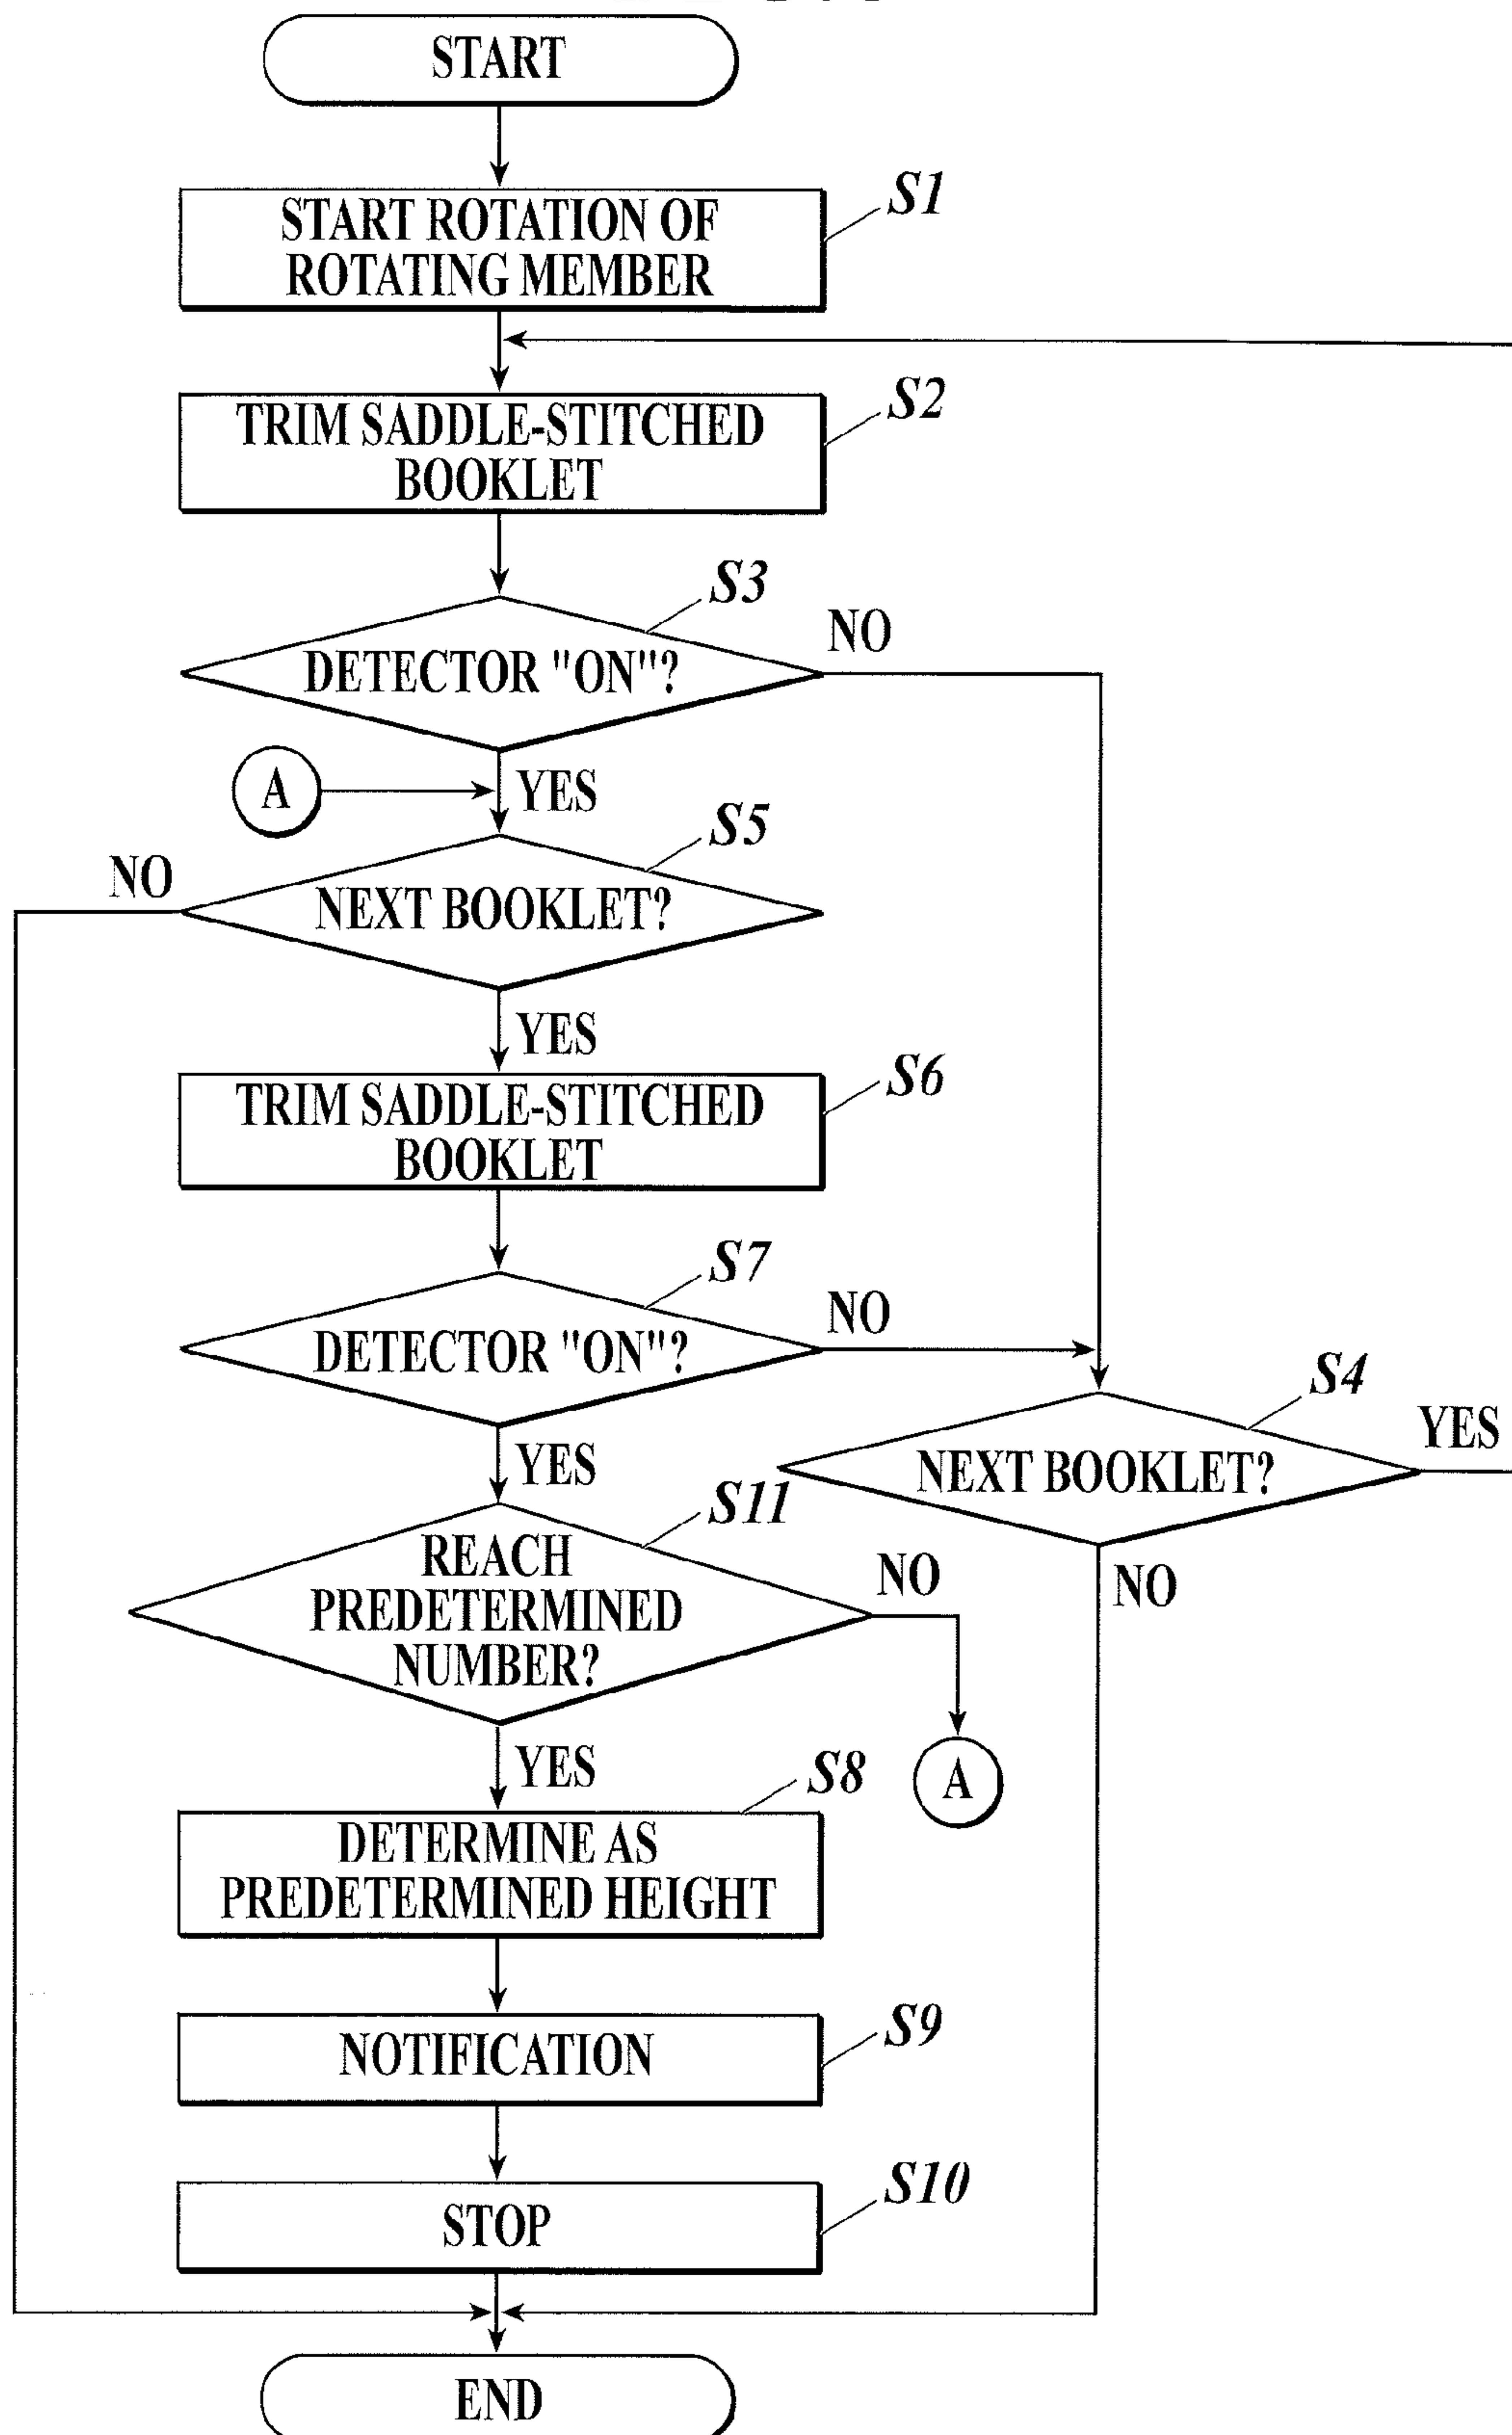 START
S1
START ROTATION OF
ROTATING MEMBER
S2
TRIM SADDLE-STITCHED
BOOKLET
S3
NO
DETECTOR "ON"?
A
YES
S5
NO
NEXT BOOKLET?
YES
S6
TRIM SADDLE-STITCHED
BOOKLET
S7
NO
DETECTOR "ON"?
S4
YES
YES
NEXT BOOKLET?
S11
REACH
PREDETERMINED
NUMBER?
NO
NO
YES
A
S8
DETERMINE AS
PREDETERMINED HEIGHT
S9
NOTIFICATION
S10
STOP
END